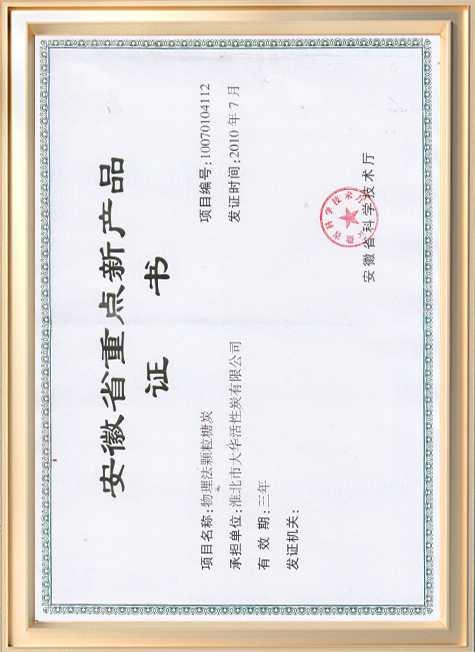 安徽省重点新产品
证 书
项目名称:物理法颗粒糖炭
项目编号:10070104112
承担单位:淮北市大华活性炭有限公司
发证时间:2010 年 7 月
有 效 期:三年
发证机关:
安徽省科学技术厅